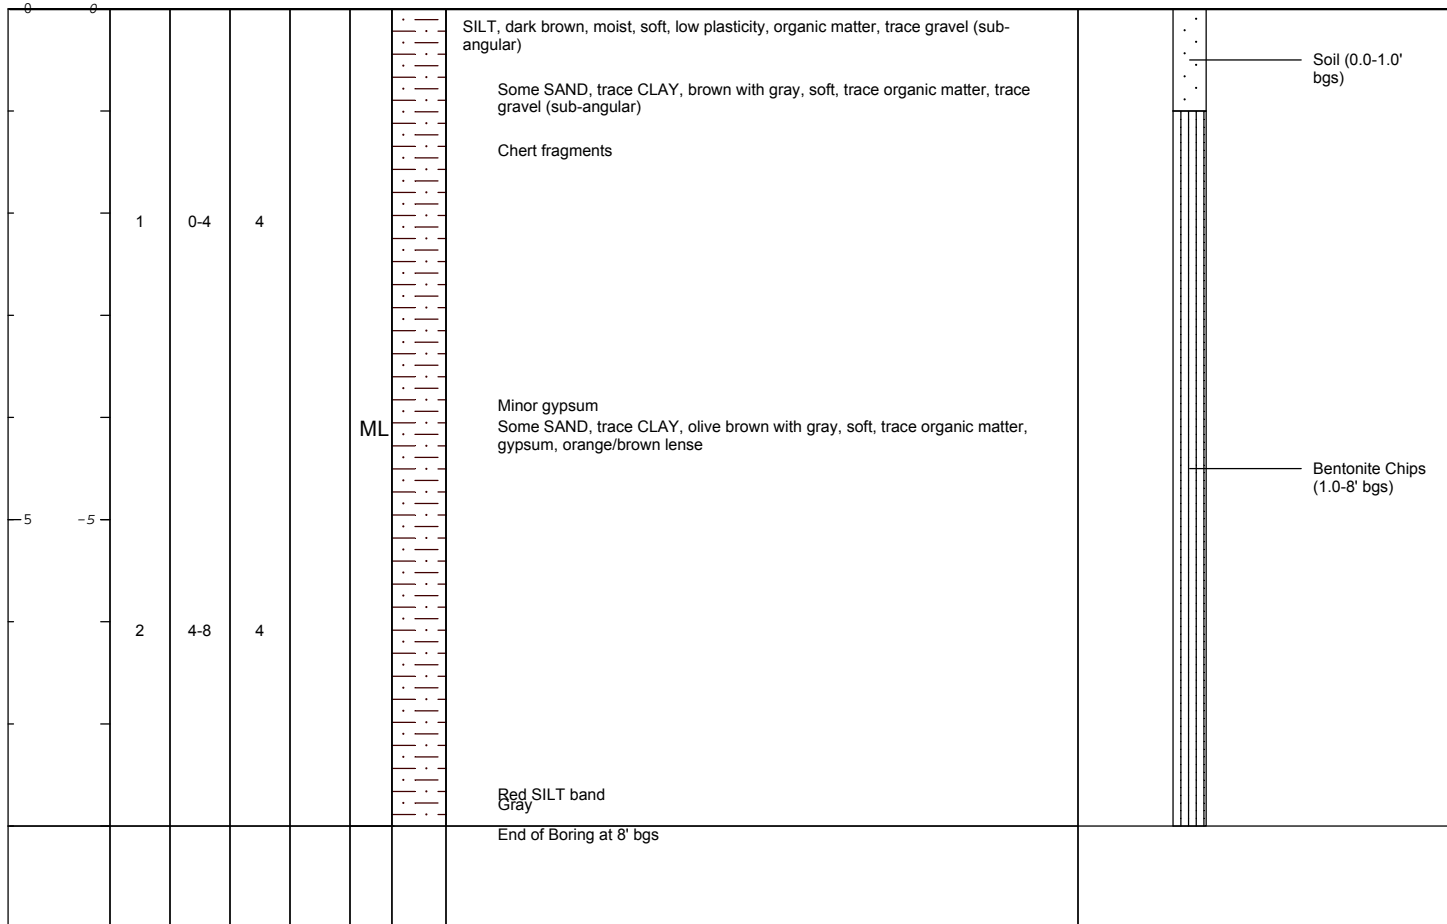 0 0
SILT, dark brown, moist, soft, low plasticity, organic matter, trace gravel (sub-
angular)
Soil (0.0-1.0'
bgs)
Some SAND, trace CLAY, brown with gray, soft, trace organic matter, trace
gravel (sub-angular)
Chert fragments
1 0-4 4
Minor gypsum
ML
Some SAND, trace CLAY, olive brown with gray, soft, trace organic matter,
gypsum, orange/brown lense
Bentonite Chips
(1.0-8' bgs)
5 -5
2 4-8 4
Red SILT band
Gray
End of Boring at 8' bgs